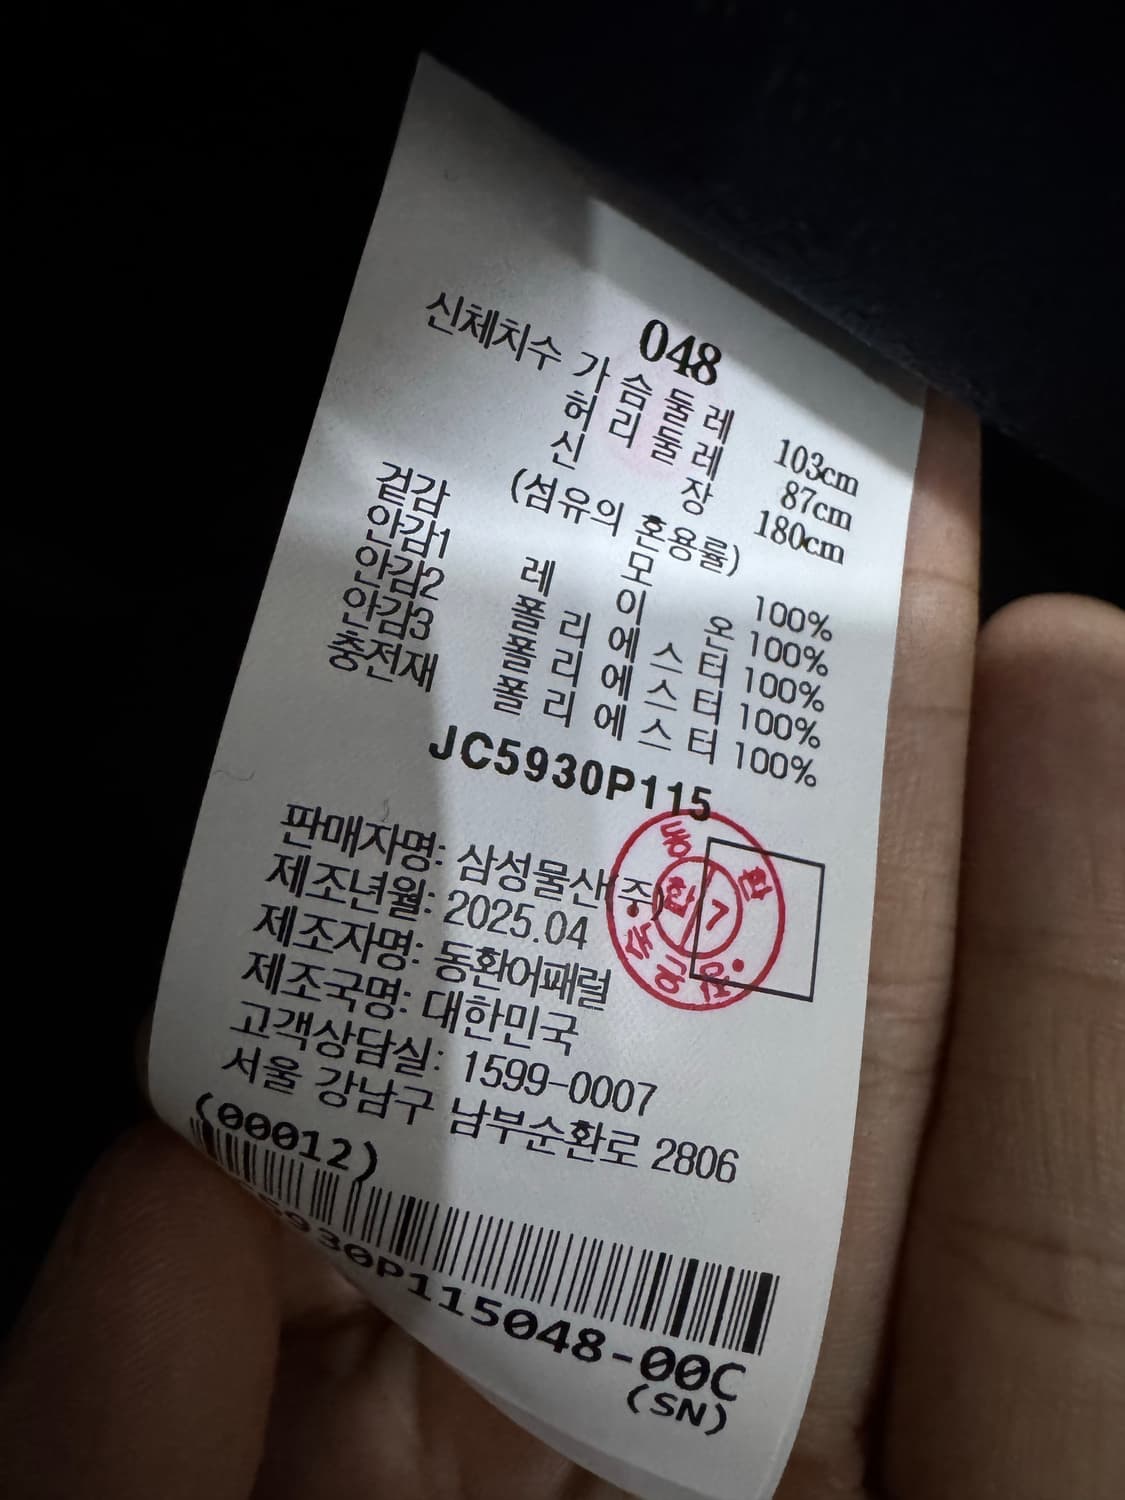 048
신체치수 가슴둘레 103cm
허리둘레 87cm
신 장 180cm
(섬유의 혼용률)
겉감 모 100%
안감1 레이온 100%
안감2 폴리에스터 100%
안감3 폴리에스터 100%
충전재 폴리에스터 100%
JC5930P115
판매자명: 삼성물산(주)
제조년월: 2025.04
제조자명: 동환어패럴
제조국명: 대한민국
고객상담실: 1599-0007
서울 강남구 남부순환로 2806
(00012)
5930P115048-00C
(SN)
동환
합 7